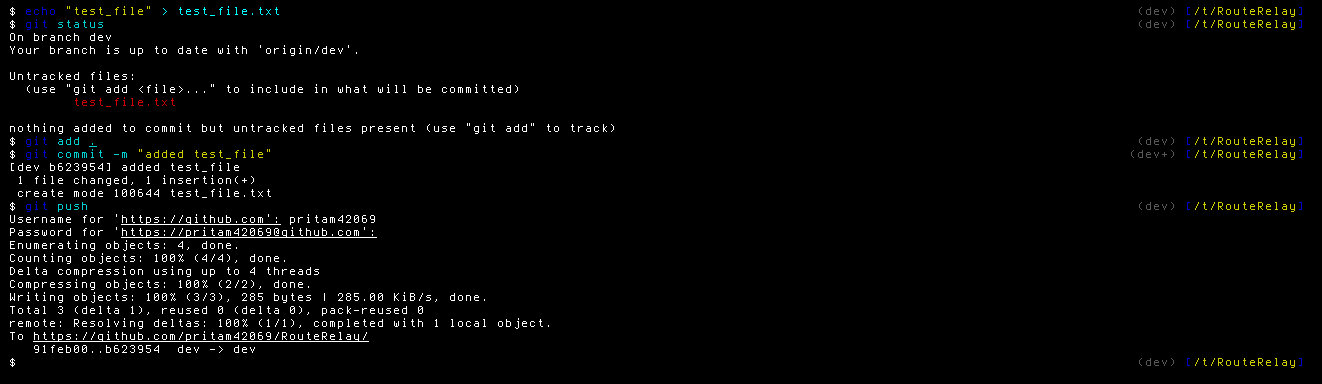 $ echo "test_file" > test_file.txt (dev) [/t/RouteRelay]
$ git status (dev) [/t/RouteRelay]
On branch dev
Your branch is up to date with 'origin/dev'.
Untracked files:
(use "git add <file>..." to include in what will be committed)
test_file.txt
nothing added to commit but untracked files present (use "git add" to track)
$ git add . (dev) [/t/RouteRelay]
$ git commit -m "added test_file" (dev+) [/t/RouteRelay]
[dev b623954] added test_file
1 file changed, 1 insertion(+)
create mode 100644 test_file.txt
$ git push (dev) [/t/RouteRelay]
Username for 'https://github.com': pritam42069
Password for 'https://pritam42069@github.com':
Enumerating objects: 4, done.
Counting objects: 100% (4/4), done.
Delta compression using up to 4 threads
Compressing objects: 100% (2/2), done.
Writing objects: 100% (3/3), 285 bytes | 285.00 KiB/s, done.
Total 3 (delta 1), reused 0 (delta 0), pack-reused 0
remote: Resolving deltas: 100% (1/1), completed with 1 local object.
To https://github.com/pritam42069/RouteRelay/
91feb00..b623954 dev -> dev
$ (dev) [/t/RouteRelay]